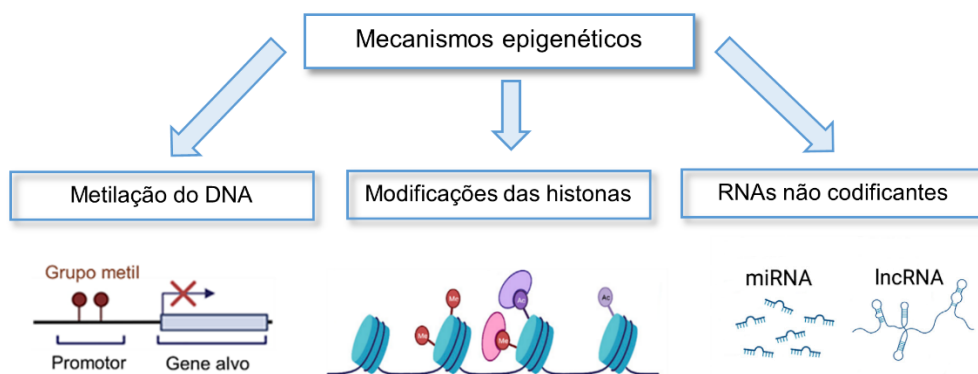 Mecanismos epigenéticos
Metilação do DNA
Modificações das histonas
RNAs não codificantes
Grupo metil
Promotor
Gene alvo
Me
Me
Ac
Me
Ac
miRNA
lncRNA